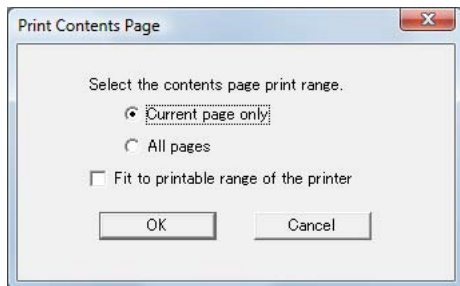 Print Contents Page
Select the contents page print range.
Current page only
All pages
Fit to printable range of the printer
OK
Cancel